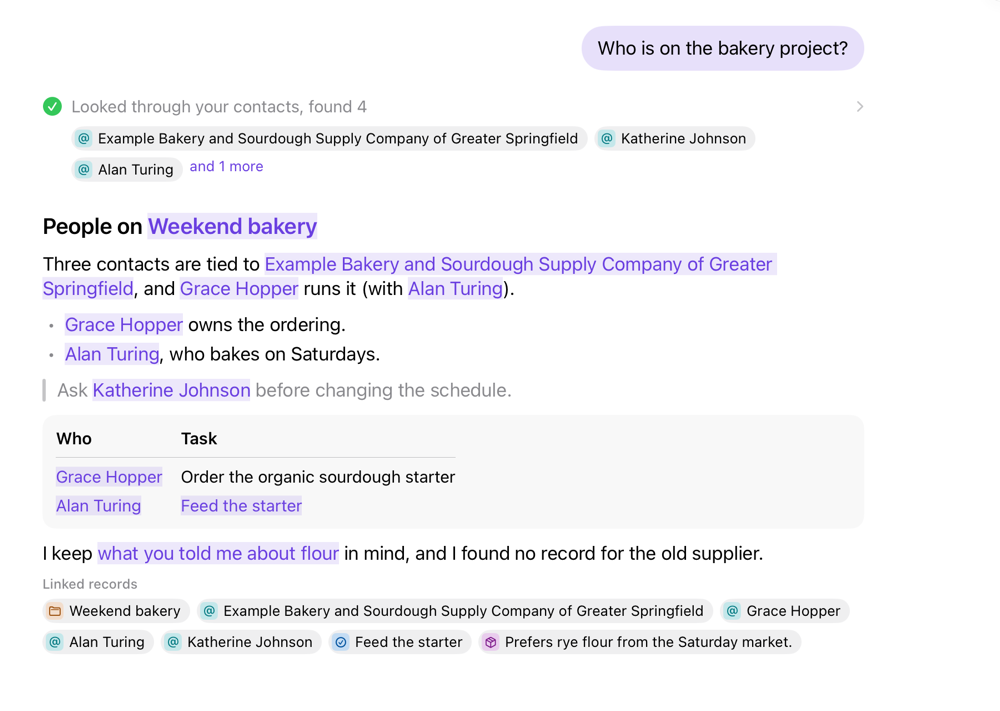 Who is on the bakery project?
Looked through your contacts, found 4
@ Example Bakery and Sourdough Supply Company of Greater Springfield @ Katherine Johnson
@ Alan Turing and 1 more
People on Weekend bakery
Three contacts are tied to Example Bakery and Sourdough Supply Company of Greater
Springfield, and Grace Hopper runs it (with Alan Turing).
• Grace Hopper owns the ordering.
• Alan Turing, who bakes on Saturdays.
Ask Katherine Johnson before changing the schedule.
Who Task
Grace Hopper Order the organic sourdough starter
Alan Turing Feed the starter
I keep what you told me about flour in mind, and I found no record for the old supplier.
Linked records
Weekend bakery @ Example Bakery and Sourdough Supply Company of Greater Springfield @ Grace Hopper
@ Alan Turing @ Katherine Johnson Feed the starter Prefers rye flour from the Saturday market.